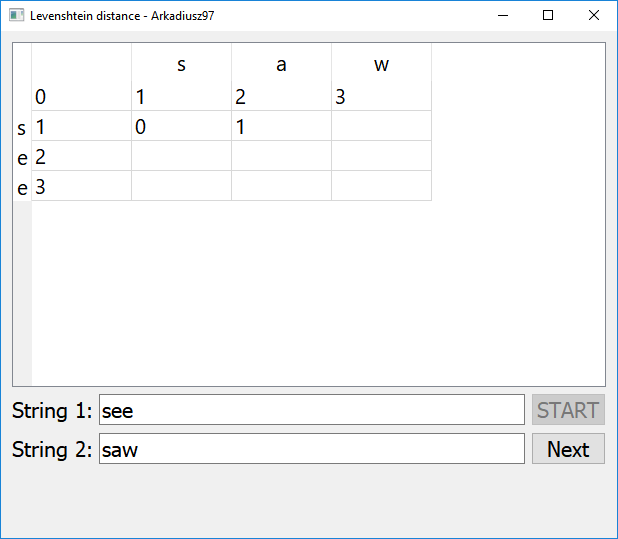 Levenshtein distance - Arkadiusz97
s a w
0 1 2 3
s 1 0 1
e 2
e 3
String 1: see START
String 2: saw Next